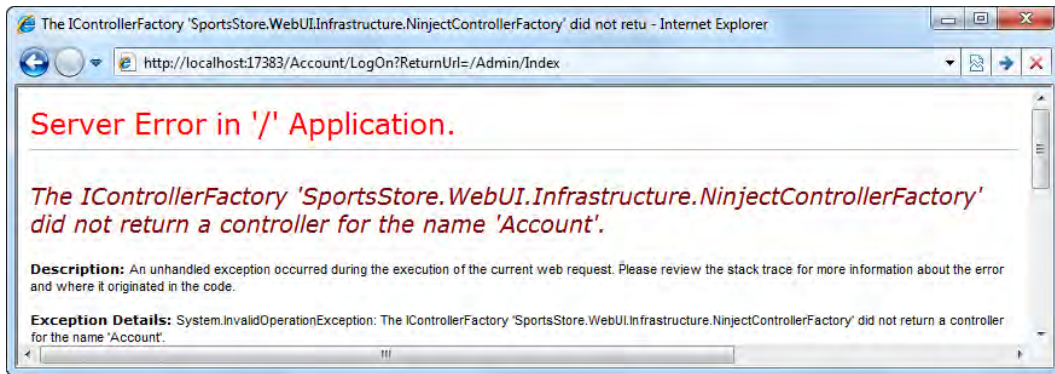 The IControllerFactory 'SportsStore.WebUI.Infrastructure.NinjectControllerFactory' did not retu - Internet Explorer
http://localhost:17383/Account/LogOn?ReturnUrl=/Admin/Index
Server Error in '/' Application.
The IControllerFactory 'SportsStore.WebUI.Infrastructure.NinjectControllerFactory'
did not return a controller for the name 'Account'.
Description: An unhandled exception occurred during the execution of the current web request. Please review the stack trace for more information about the error
and where it originated in the code.
Exception Details: System.InvalidOperationException: The IControllerFactory 'SportsStore.WebUI.Infrastructure.NinjectControllerFactory' did not return a controller
for the name 'Account'.